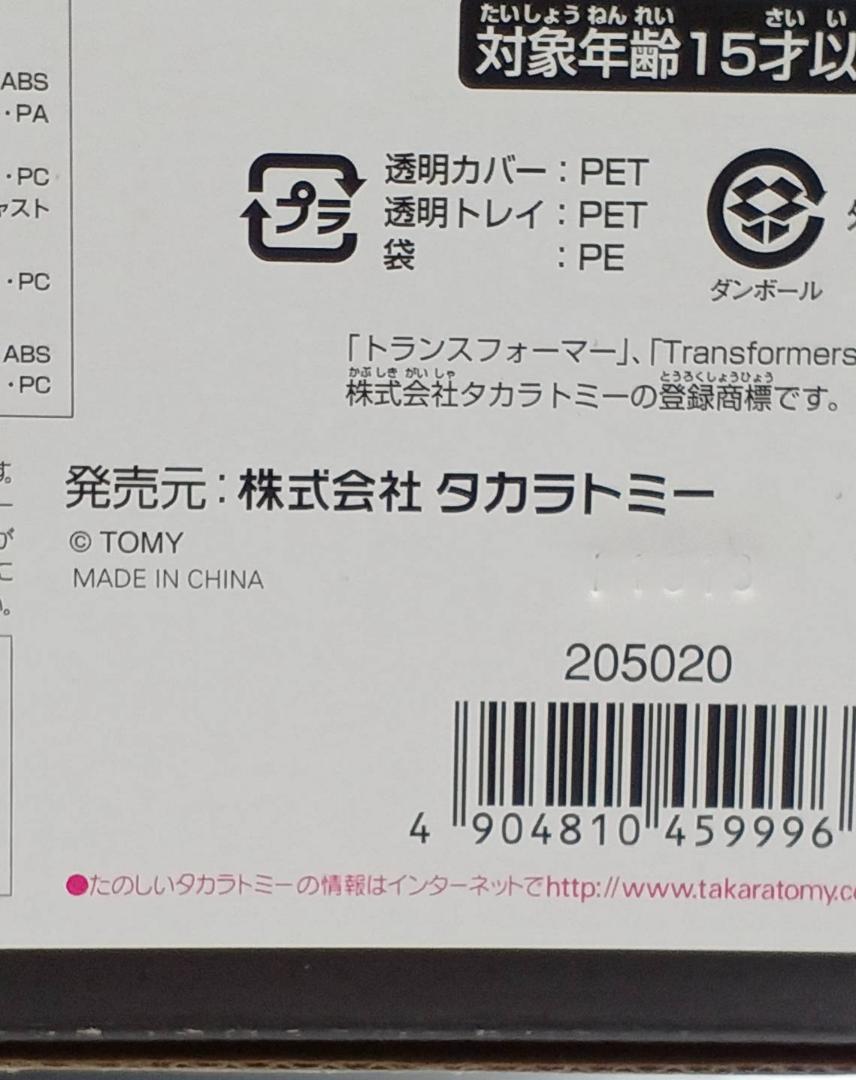 たいしょう ねん れい さい い
対象年齢15才以
ABS
・PA
・PC
ャスト
・PC
ABS
・PC
プラ
透明カバー：PET
透明トレイ：PET
袋　　　　：PE
ダンボール
「トランスフォーマー」、「Transformers
かぶ しき がい しゃ とうろくしょうひょう
株式会社タカラトミーの登録商標です。
す。
ー
が
こ
い。
発売元：株式会社 タカラトミー
© TOMY
MADE IN CHINA
205020
4 904810 459996
●たのしいタカラトミーの情報はインターネットでhttp://www.takaratomy.co